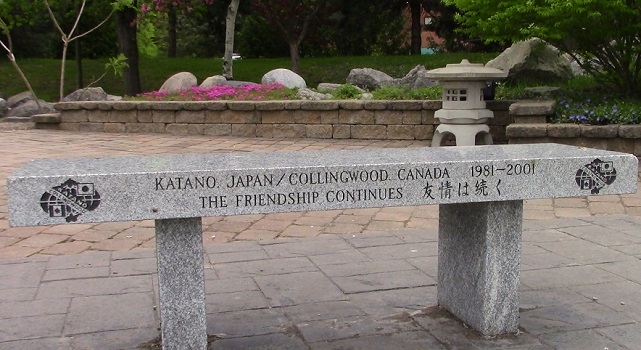 KATANO, JAPAN/COLLINGWOOD, CANADA 1981~2001
THE FRIENDSHIP CONTINUES 友情は続く